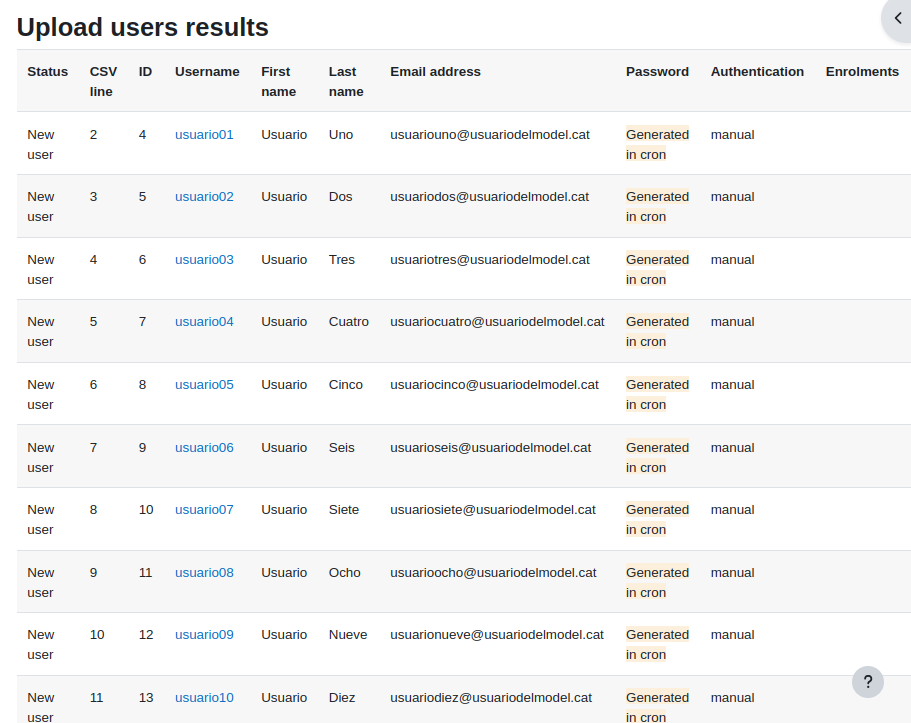 Upload users results
Status CSV line ID Username First name Last name Email address Password Authentication Enrolments
New user 2 4 usuario01 Usuario Uno usuariouno@usuariodelmodel.cat Generated in cron manual
New user 3 5 usuario02 Usuario Dos usuariodos@usuariodelmodel.cat Generated in cron manual
New user 4 6 usuario03 Usuario Tres usuariotres@usuariodelmodel.cat Generated in cron manual
New user 5 7 usuario04 Usuario Cuatro usuariocuatro@usuariodelmodel.cat Generated in cron manual
New user 6 8 usuario05 Usuario Cinco usuariocinco@usuariodelmodel.cat Generated in cron manual
New user 7 9 usuario06 Usuario Seis usuarioseis@usuariodelmodel.cat Generated in cron manual
New user 8 10 usuario07 Usuario Siete usuariosiete@usuariodelmodel.cat Generated in cron manual
New user 9 11 usuario08 Usuario Ocho usuarioocho@usuariodelmodel.cat Generated in cron manual
New user 10 12 usuario09 Usuario Nueve usuarionueve@usuariodelmodel.cat Generated in cron manual
New user 11 13 usuario10 Usuario Diez usuariodiez@usuariodelmodel.cat Generated in cron manual
?